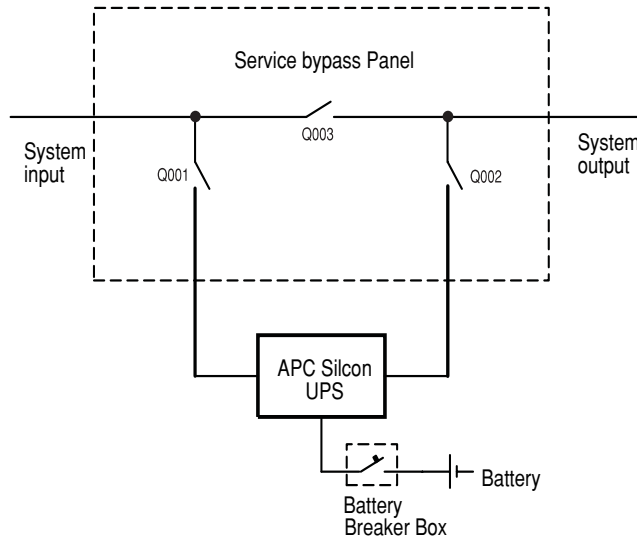 Service bypass Panel
Q003
System
input
System
output
Q001
Q002
APC Silcon
UPS
Battery
Battery
Breaker Box